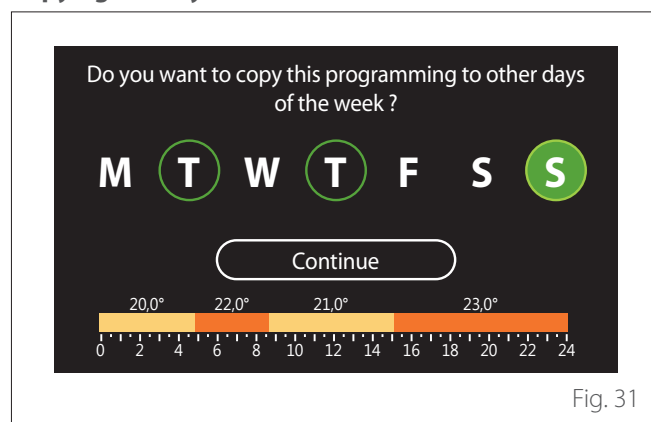 Do you want to copy this programming to other days
of the week ?
M T W T F S S
Continue
20,0° 22,0° 21,0° 23,0°
0 2 4 6 8 10 12 14 16 18 20 22 24
Fig. 31